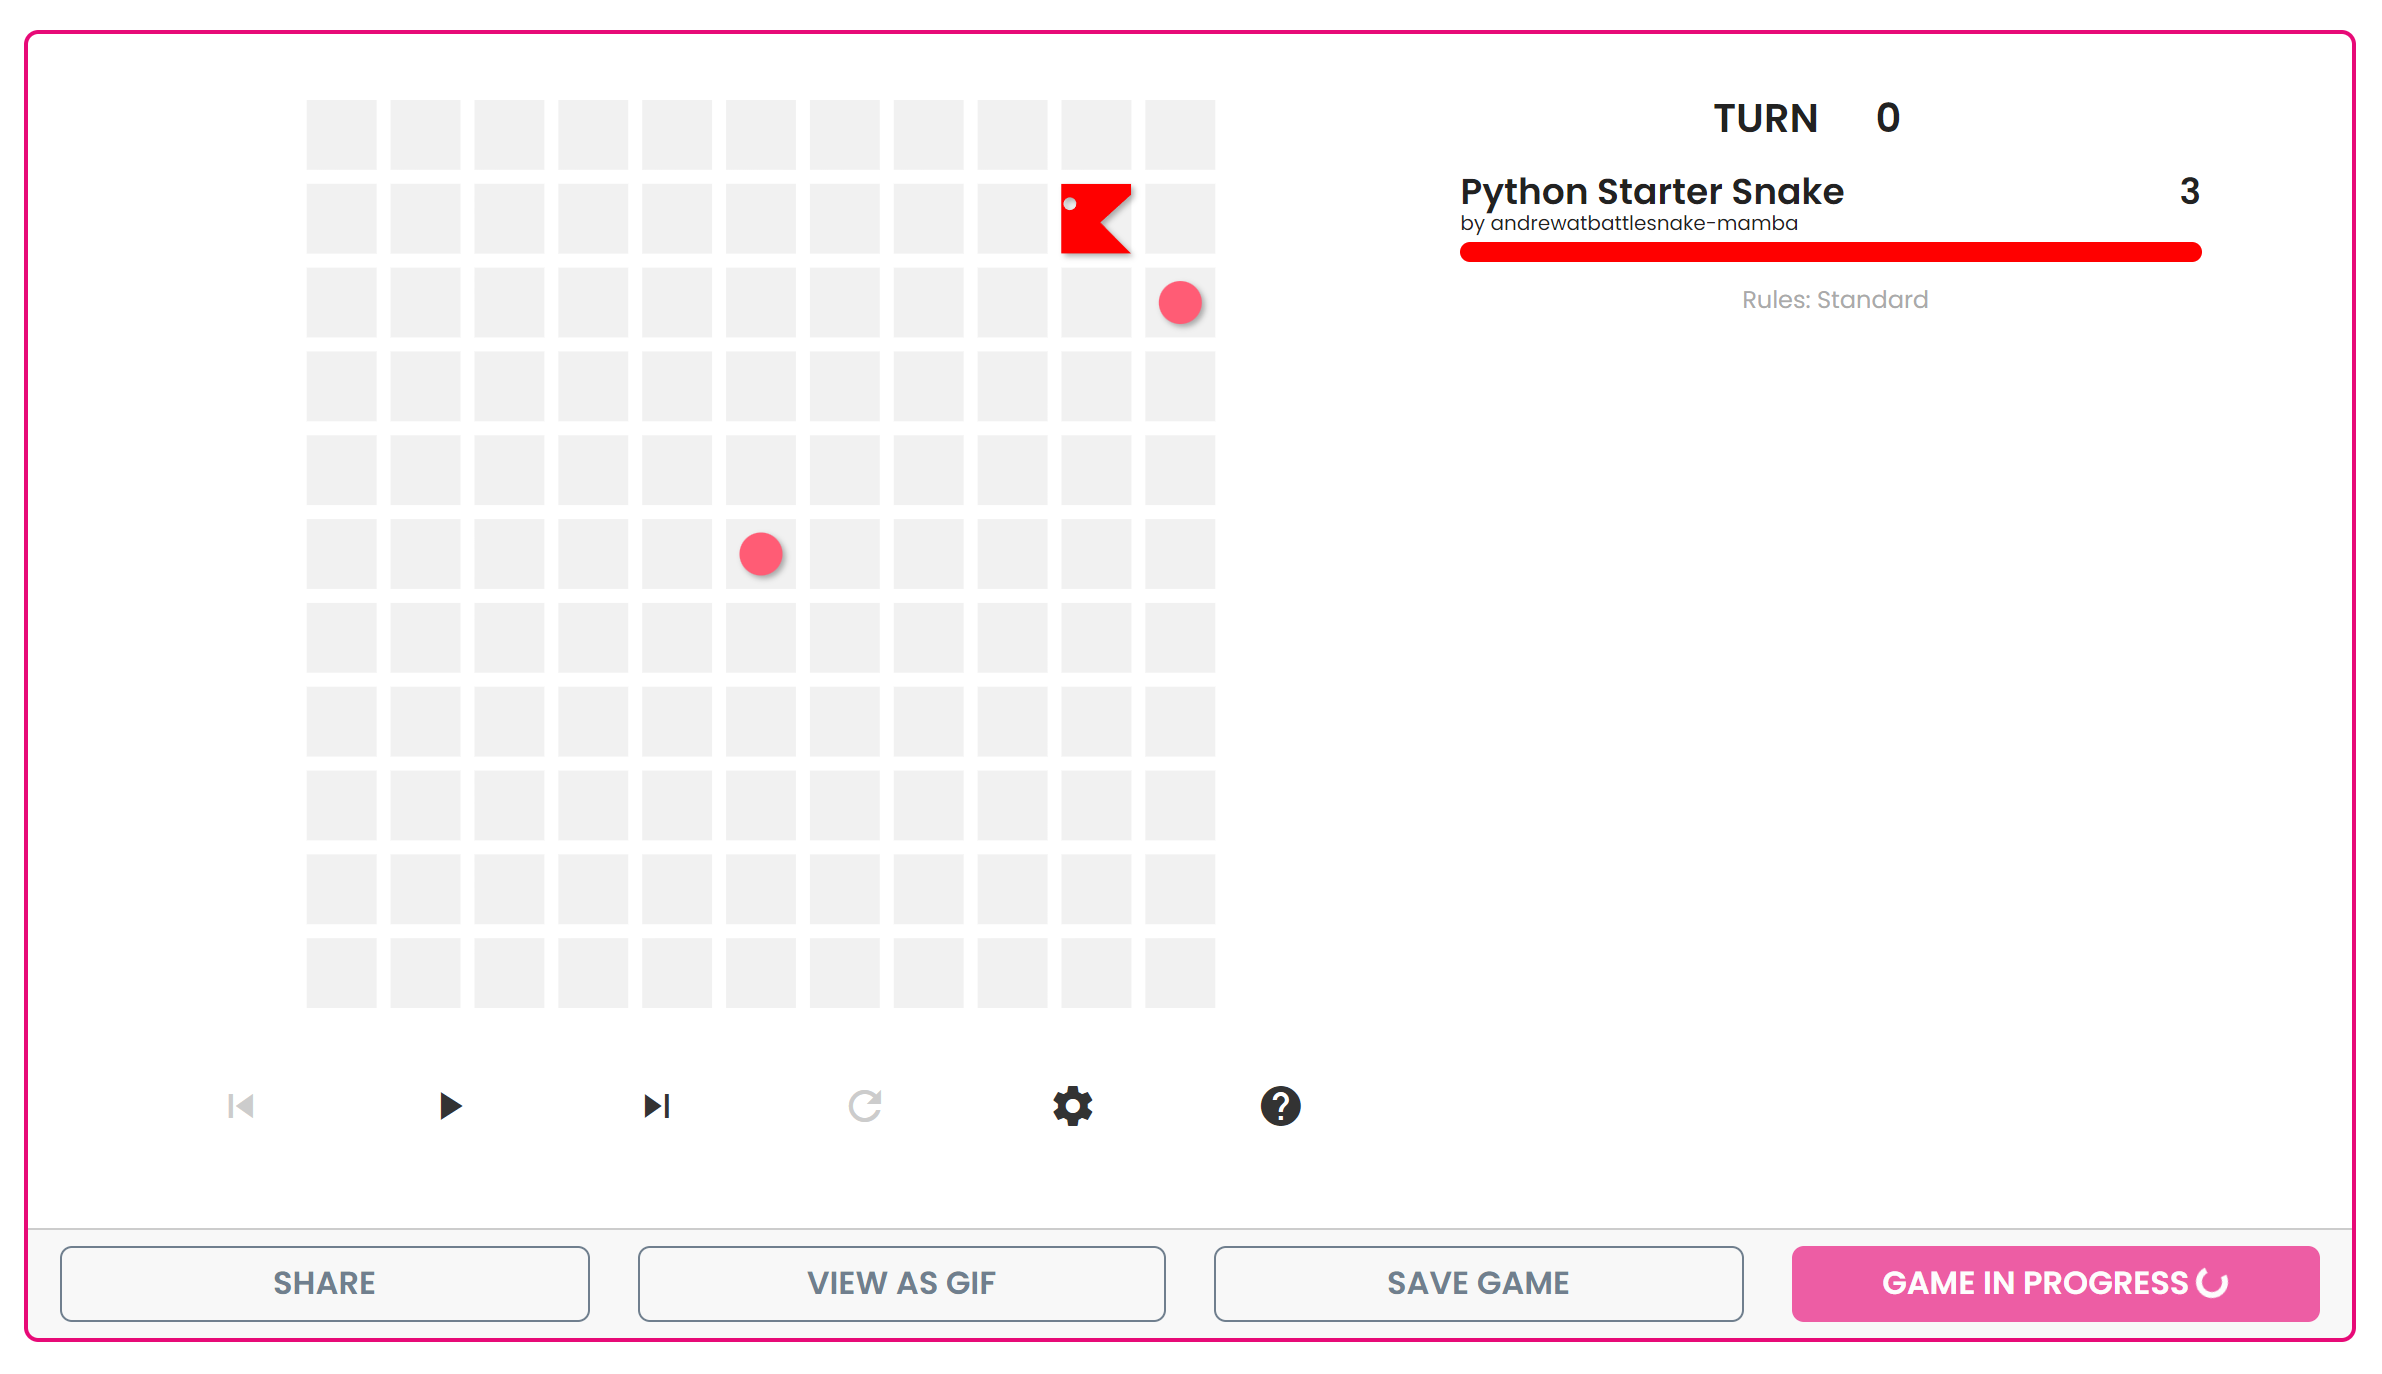 TURN 0
Python Starter Snake 3
by andrewatbattlesnake-mamba
Rules: Standard
SHARE
VIEW AS GIF
SAVE GAME
GAME IN PROGRESS